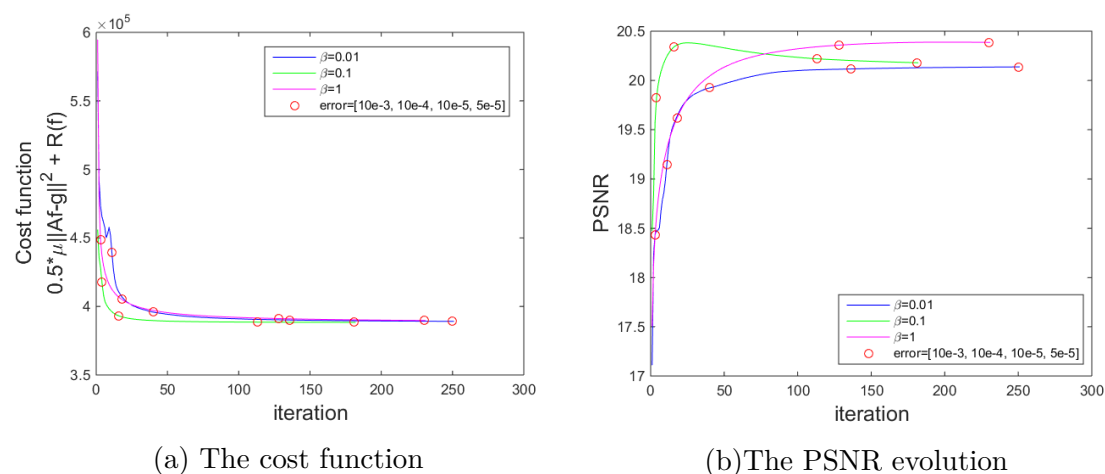 ×10^5
6
5.5
5
4.5
4
3.5
0
50
100
150
200
250
300
Cost function
0.5*μ||Af-g||^2 + R(f)
iteration
β=0.01
β=0.1
β=1
error=[10e-3, 10e-4, 10e-5, 5e-5]
(a) The cost function
20.5
20
19.5
19
18.5
18
17.5
17
0
50
100
150
200
250
300
PSNR
iteration
β=0.01
β=0.1
β=1
error=[10e-3, 10e-4, 10e-5, 5e-5]
(b)The PSNR evolution